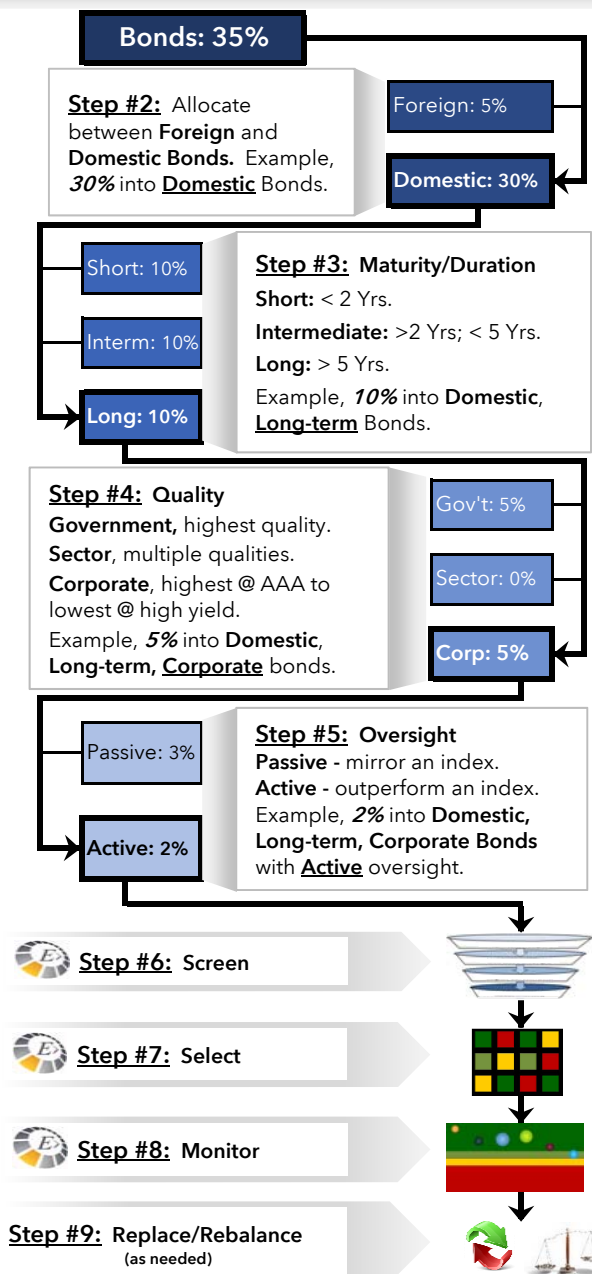 Bonds: 35%
Step #2: Allocate
between Foreign and
Domestic Bonds. Example,
30% into Domestic Bonds.
Foreign: 5%
Domestic: 30%
Short: 10%
Interm: 10%
Long: 10%
Step #3: Maturity/Duration
Short: < 2 Yrs.
Intermediate: >2 Yrs; < 5 Yrs.
Long: > 5 Yrs.
Example, 10% into Domestic,
Long-term Bonds.
Step #4: Quality
Government, highest quality.
Sector, multiple qualities.
Corporate, highest @ AAA to
lowest @ high yield.
Example, 5% into Domestic,
Long-term, Corporate bonds.
Gov't: 5%
Sector: 0%
Corp: 5%
Passive: 3%
Active: 2%
Step #5: Oversight
Passive - mirror an index.
Active - outperform an index.
Example, 2% into Domestic,
Long-term, Corporate Bonds
with Active oversight.
E
Step #6: Screen
E
Step #7: Select
E
Step #8: Monitor
Step #9: Replace/Rebalance
(as needed)